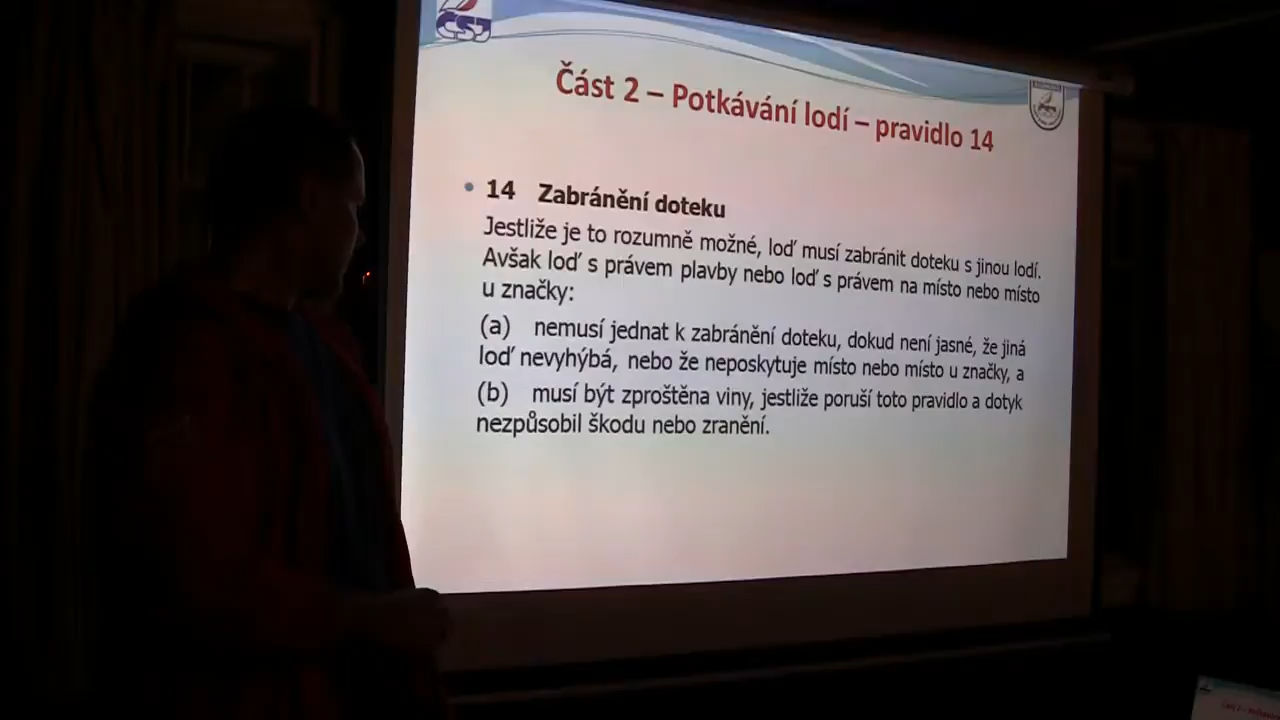 ČSJ
Část 2 – Potkávání lodí – pravidlo 14
• 14 Zabránění doteku
Jestliže je to rozumně možné, loď musí zabránit doteku s jinou lodí.
Avšak loď s právem plavby nebo loď s právem na místo nebo místo
u značky:
(a) nemusí jednat k zabránění doteku, dokud není jasné, že jiná
loď nevyhýbá, nebo že neposkytuje místo nebo místo u značky, a
(b) musí být zproštěna viny, jestliže poruší toto pravidlo a dotyk
nezpůsobil škodu nebo zranění.